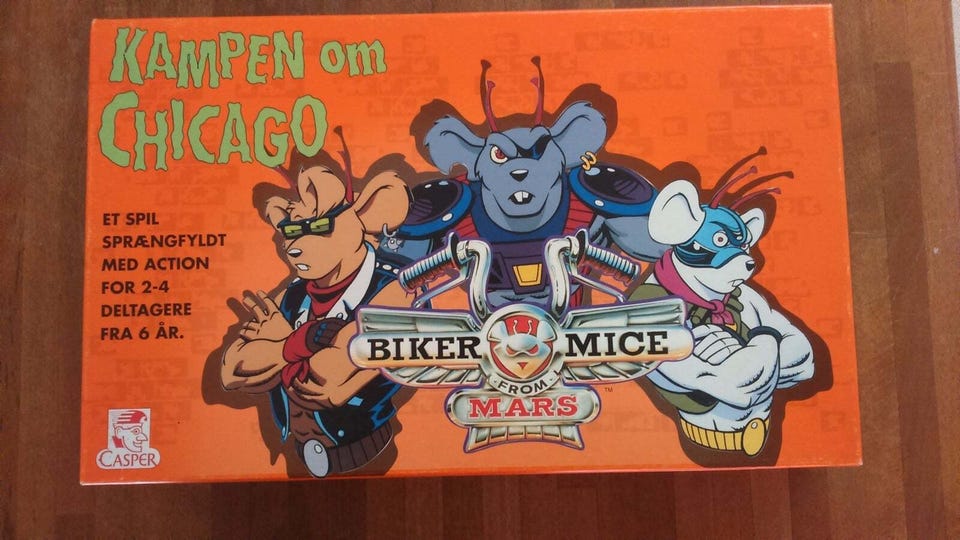 KAMPEN om
CHICAGO
ET SPIL
SPRÆNGFYLDT
MED ACTION
FOR 2-4
DELTAGERE
FRA 6 ÅR.
BIKER MICE
FROM
MARS
TM
CASPER